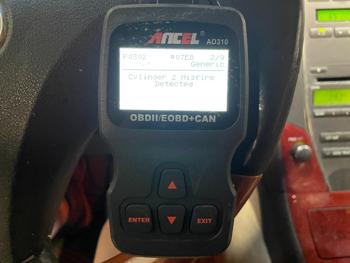 ANCEL
AD310
P0302 $07E8 2/9
Generic
Cylinder 2 Misfire
Detected
OBDII/EOBD+CAN
ENTER
EXIT